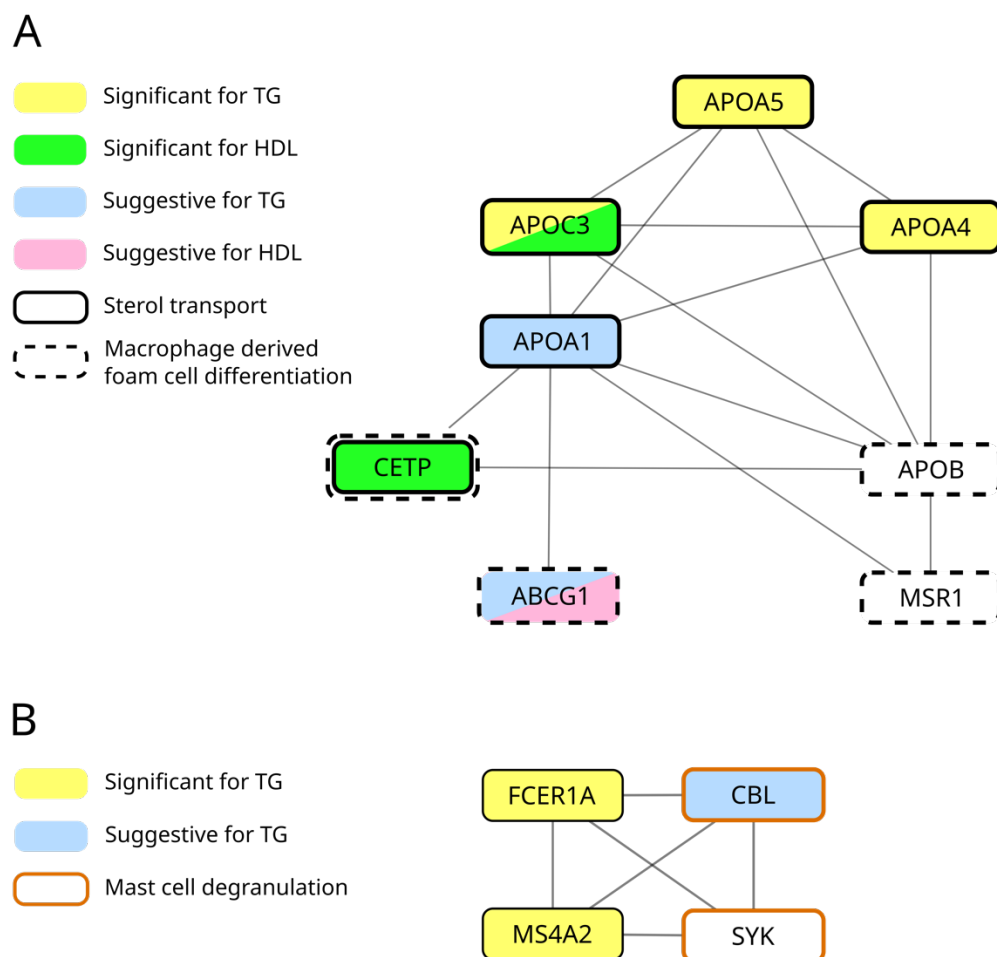 A
Significant for TG
Significant for HDL
Suggestive for TG
Suggestive for HDL
Sterol transport
Macrophage derived
foam cell differentiation
APOA5
APOC3
APOA4
APOA1
CETP
APOB
ABCG1
MSR1
B
Significant for TG
Suggestive for TG
Mast cell degranulation
FCER1A
CBL
MS4A2
SYK